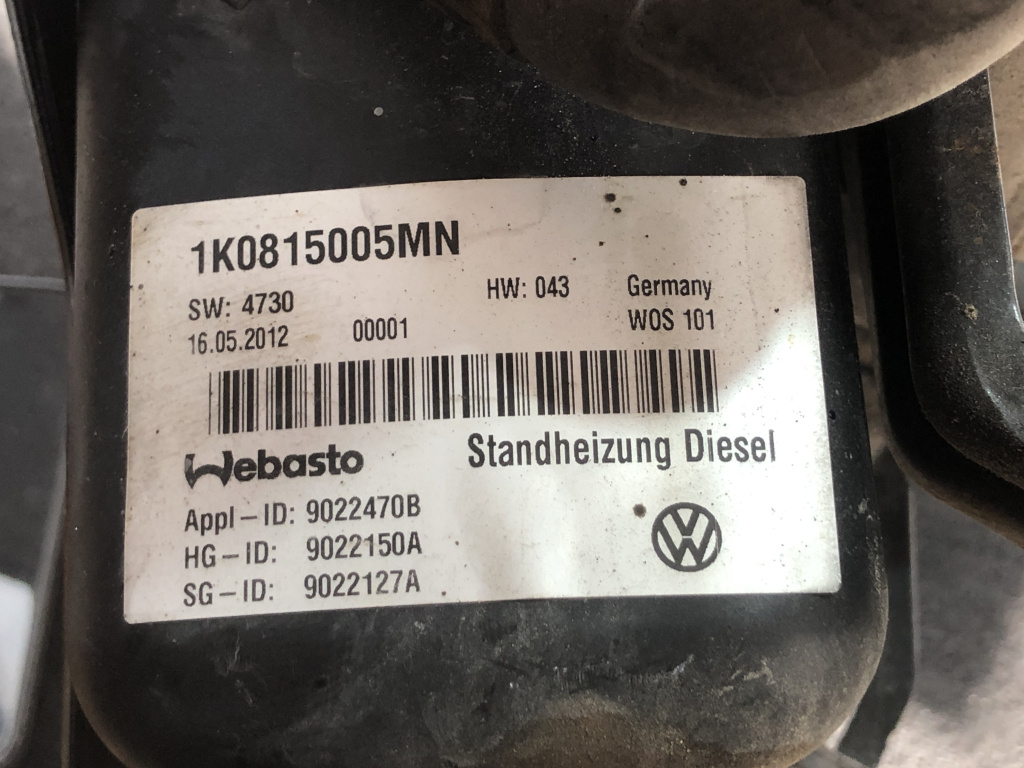 1K0815005MN
SW: 4730 HW: 043 Germany
16.05.2012 00001 WOS 101
Webasto Standheizung Diesel
Appl-ID: 9022470B
HG-ID: 9022150A
SG-ID: 9022127A